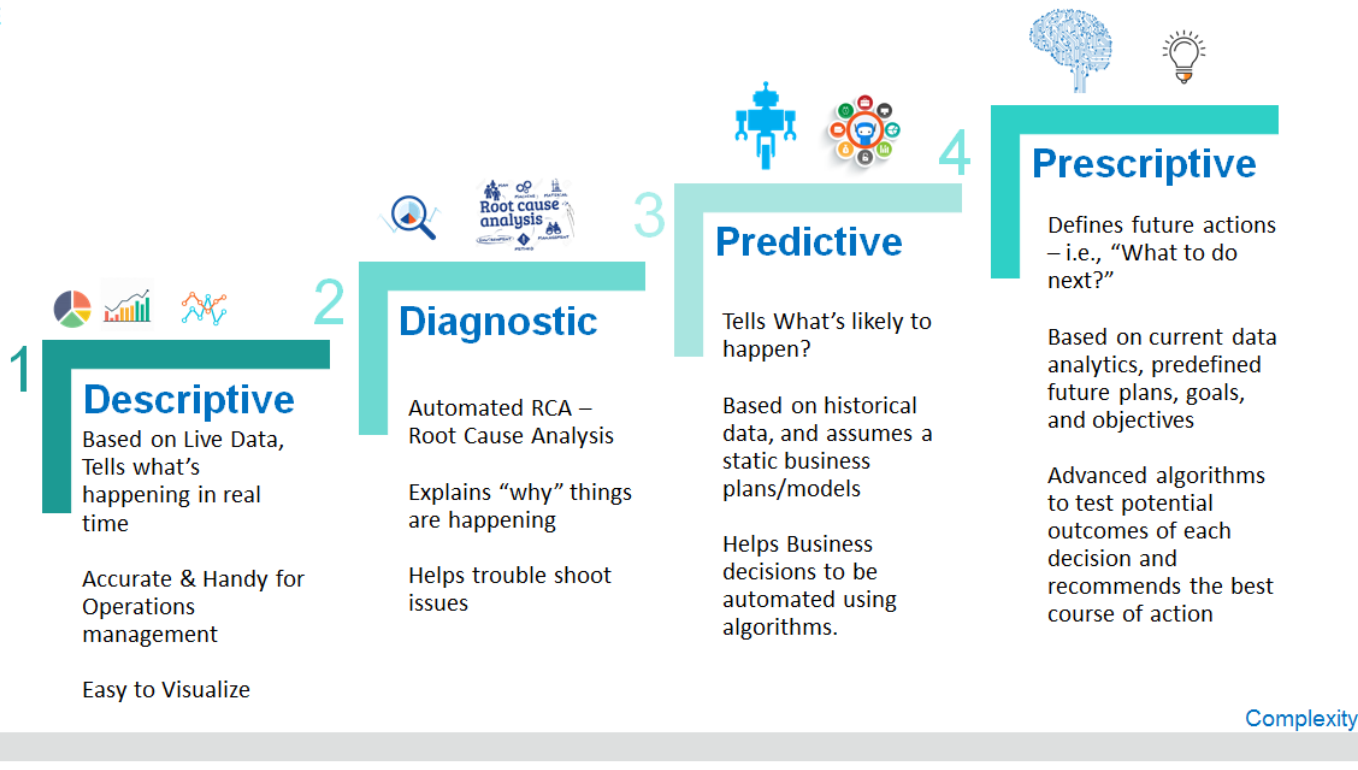 1
Descriptive
Based on Live Data,
Tells what's
happening in real
time
Accurate & Handy for
Operations
management
Easy to Visualize
2
Root cause
analysis
Diagnostic
Automated RCA –
Root Cause Analysis
Explains “why” things
are happening
Helps trouble shoot
issues
3
Predictive
Tells What's likely to
happen?
Based on historical
data, and assumes a
static business
plans/models
Helps Business
decisions to be
automated using
algorithms.
4
Prescriptive
Defines future actions
– i.e., “What to do
next?”
Based on current data
analytics, predefined
future plans, goals,
and objectives
Advanced algorithms
to test potential
outcomes of each
decision and
recommends the best
course of action
Complexity